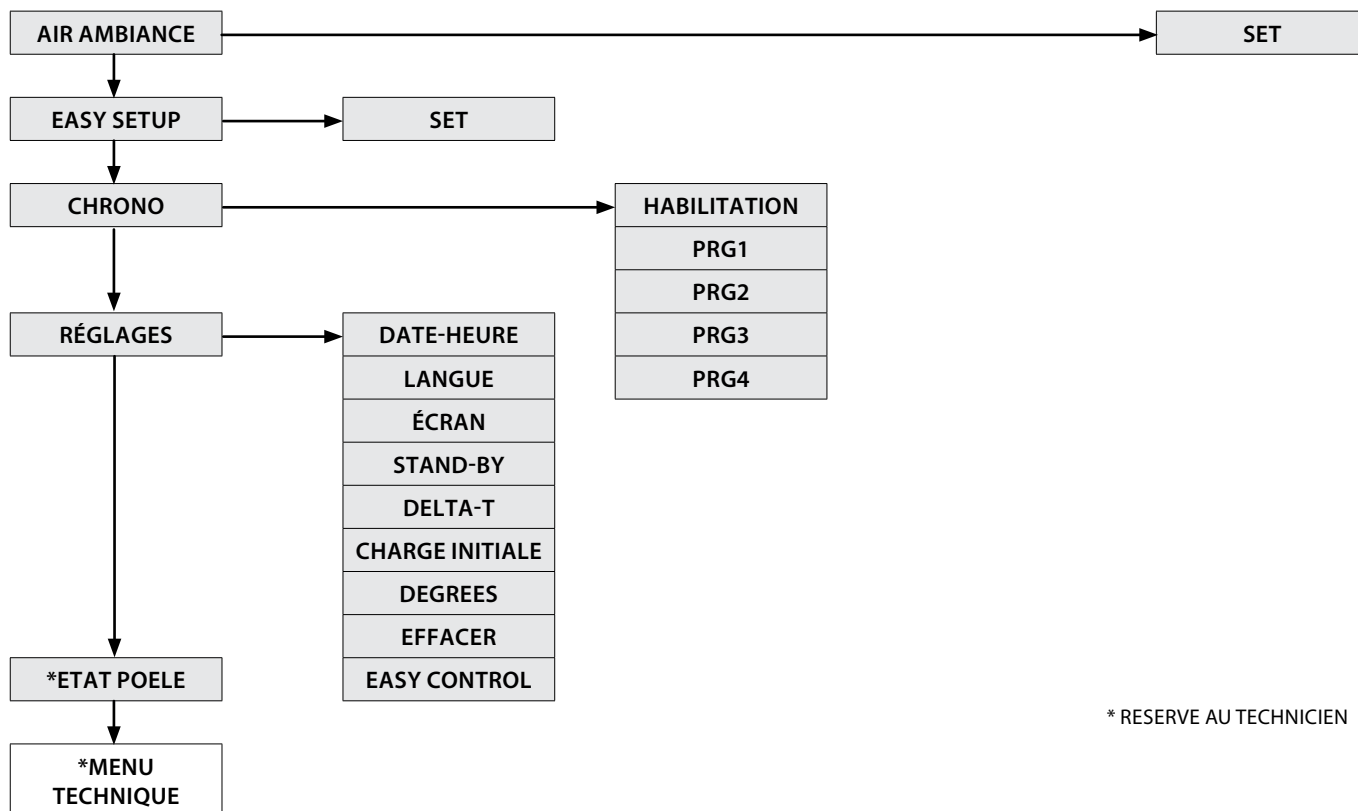 AIR AMBIANCE
SET
EASY SETUP
SET
CHRONO
HABILITATION
PRG1
PRG2
PRG3
PRG4
RÉGLAGES
DATE-HEURE
LANGUE
ÉCRAN
STAND-BY
DELTA-T
CHARGE INITIALE
DEGREES
EFFACER
EASY CONTROL
*ETAT POELE
*MENU
TECHNIQUE
* RESERVE AU TECHNICIEN